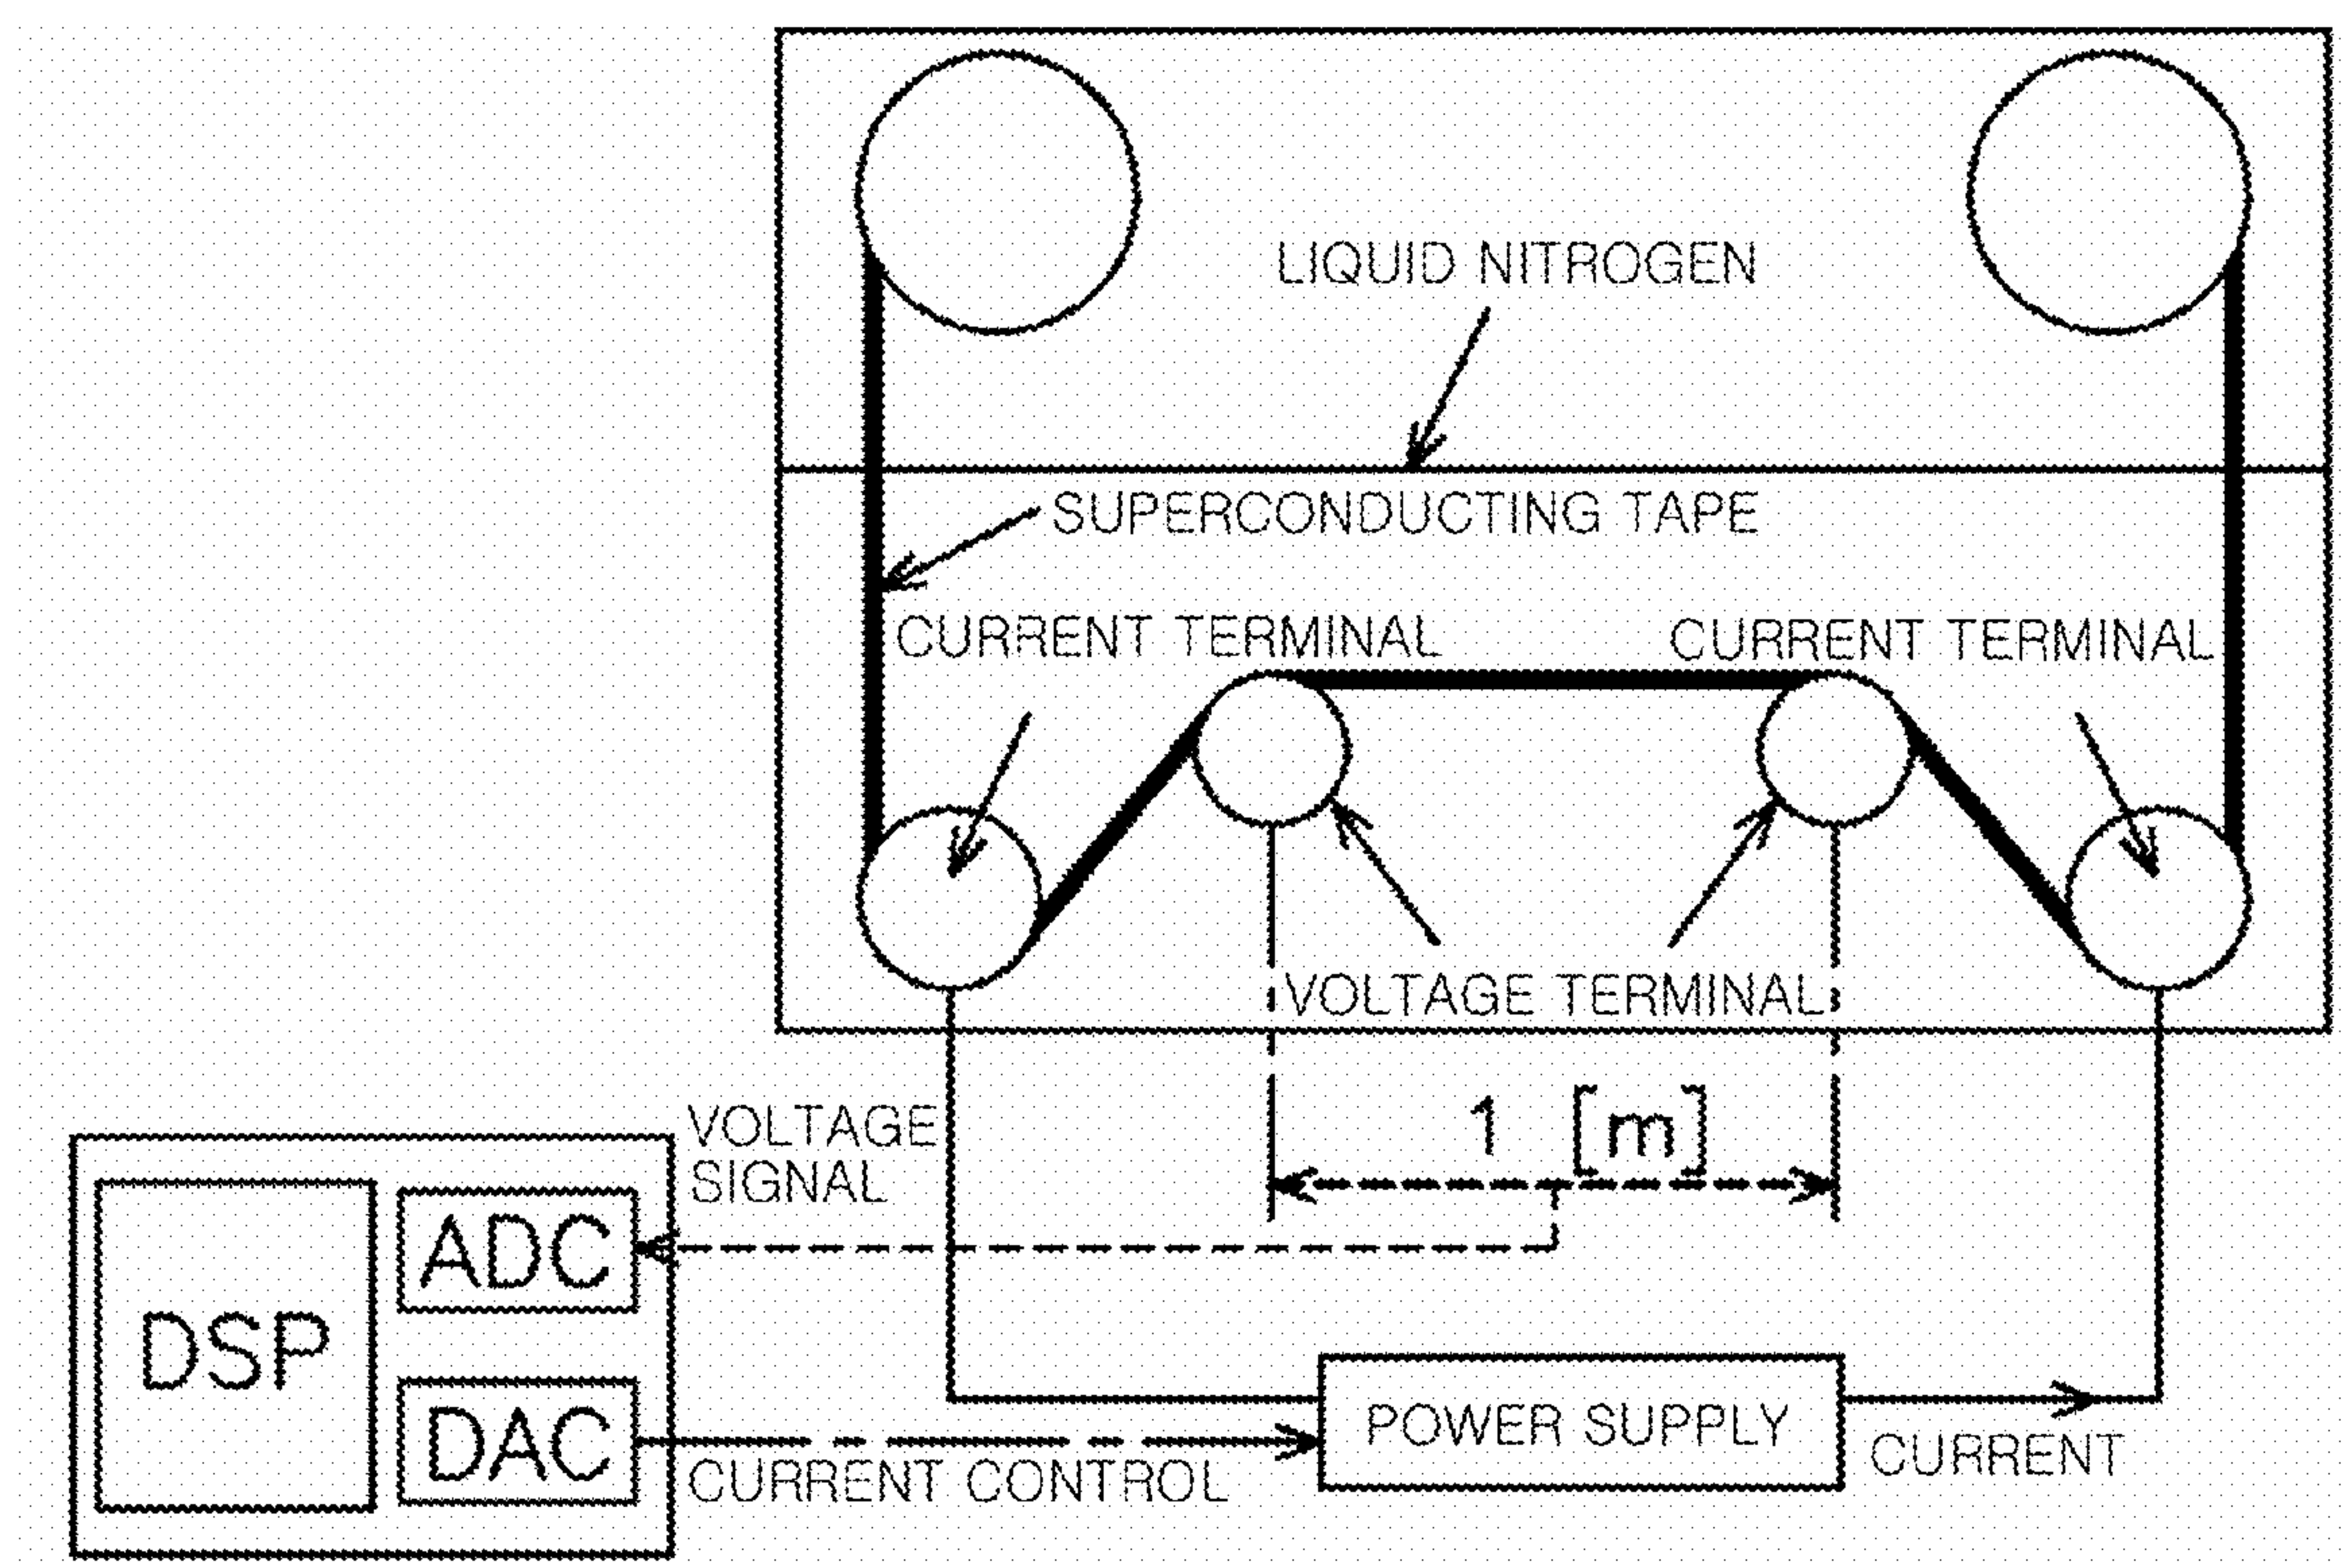 LIQUID NITROGEN
SUPERCONDUCTING TAPE
CURRENT TERMINAL
CURRENT TERMINAL
VOLTAGE TERMINAL
1 [m]
VOLTAGE
SIGNAL
ADC
DSP
DAC
CURRENT CONTROL
POWER SUPPLY
CURRENT